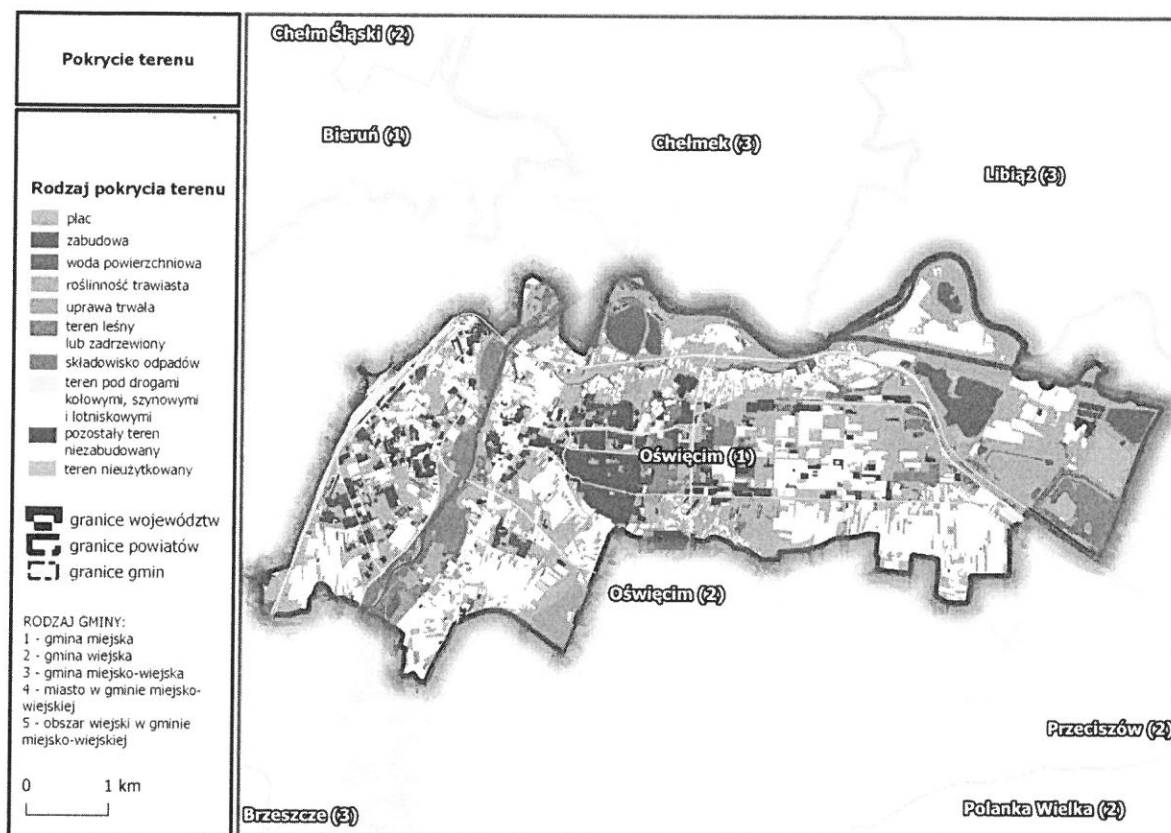 Pokrycie terenu
Rodzaj pokrycia terenu
plac
zabudowa
woda powierzchniowa
roślinność trawiasta
uprawa trwała
teren leśny
lub zadrzewiony
składowisko odpadów
teren pod drogami
kołowymi, szynowymi
i lotniskowymi
pozostały teren
niezabudowany
teren nieużytkowany
granice województw
granice powiatów
granice gmin
RODZAJ GMINY:
1 - gmina miejska
2 - gmina wiejska
3 - gmina miejsko-wiejska
4 - miasto w gminie miejsko-
wiejskiej
5 - obszar wiejski w gminie
miejsko-wiejskiej
0 1 km
Chełm Śląski (2)
Bieruń (1)
Chełmek (3)
Libiąż (3)
Oświęcim (1)
Oświęcim (2)
Przeciszów (2)
Brzeszcze (3)
Polanka Wielka (2)